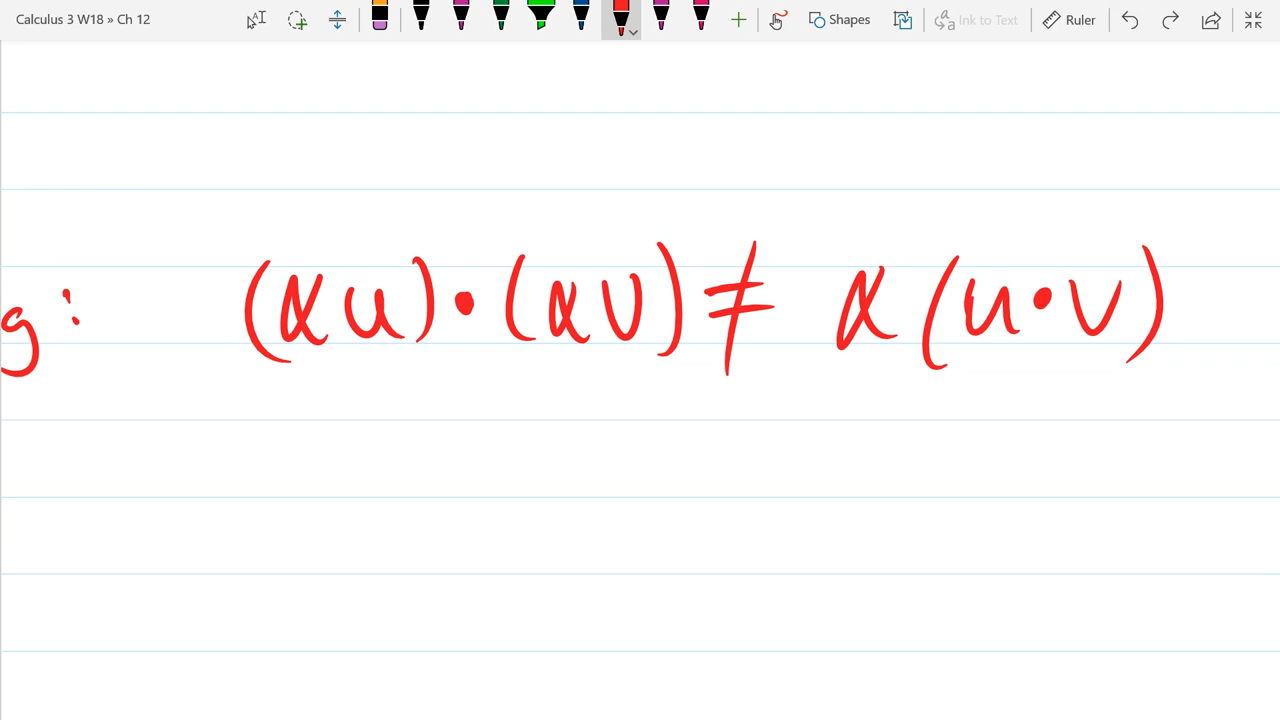 Calculus 3 W18 » Ch 12
Shapes
Ink to Text
Ruler
g: (αu)•(αv) ≠ α(u•v)